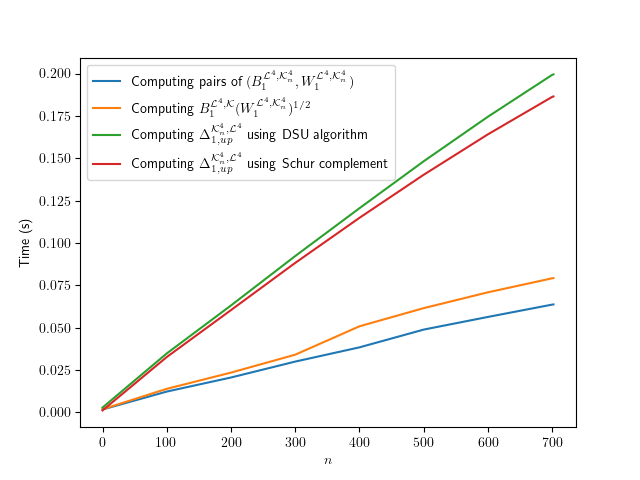 Computing pairs of $(B_1^{\mathcal{L}^4,\mathcal{K}_n^4}, W_1^{\mathcal{L}^4,\mathcal{K}_n^4})$
Computing $B_1^{\mathcal{L}^4,\mathcal{K}}(W_1^{\mathcal{L}^4,\mathcal{K}_n^4})^{1/2}$
Computing $\Delta_{1,up}^{\mathcal{K}_n^4,\mathcal{L}^4}$ using DSU algorithm
Computing $\Delta_{1,up}^{\mathcal{K}_n^4,\mathcal{L}^4}$ using Schur complement
Time (s)
0.200
0.175
0.150
0.125
0.100
0.075
0.050
0.025
0.000
0 100 200 300 400 500 600 700
n